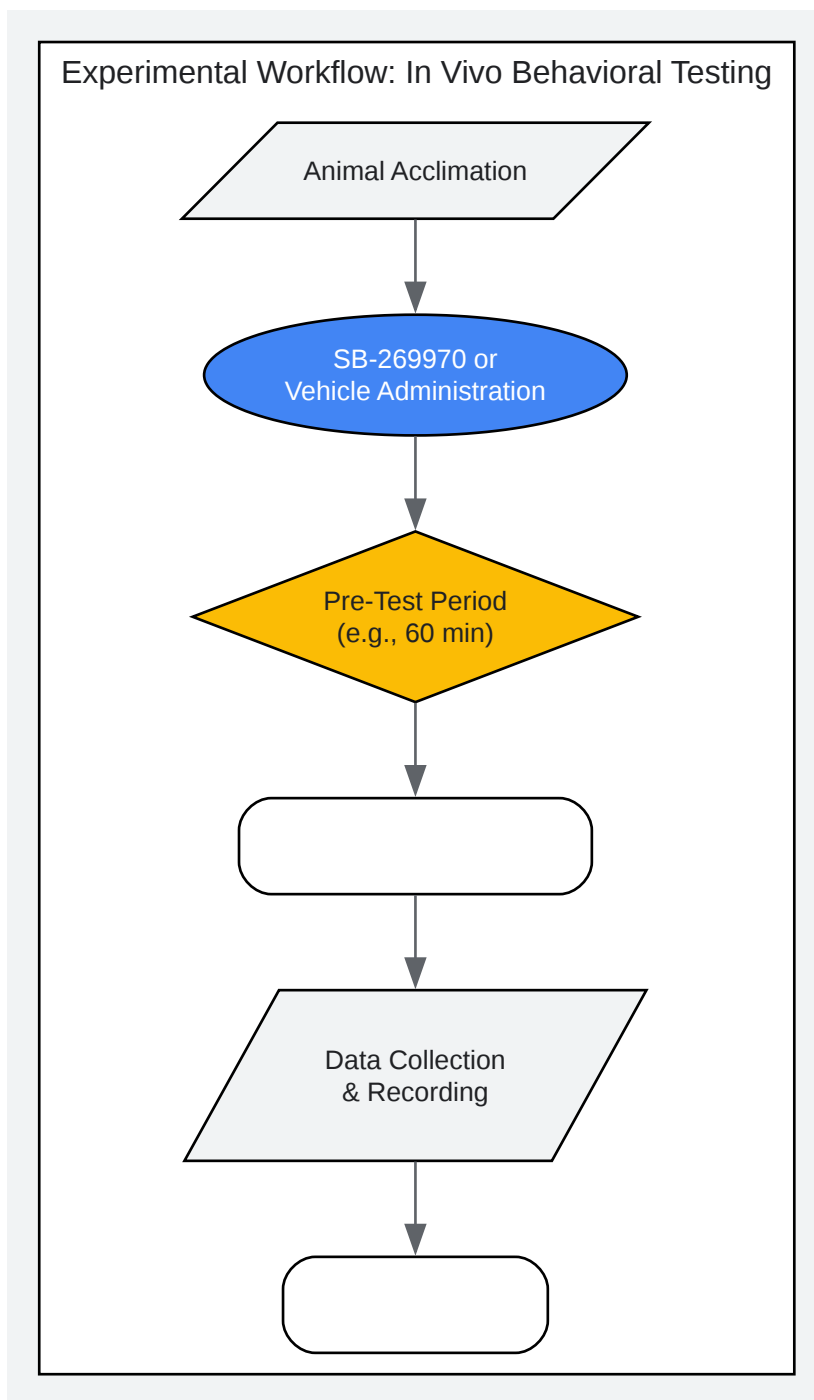 Experimental Workflow: In Vivo Behavioral Testing
Animal Acclimation
SB-269970 or
Vehicle Administration
Pre-Test Period
(e.g., 60 min)
Data Collection
& Recording